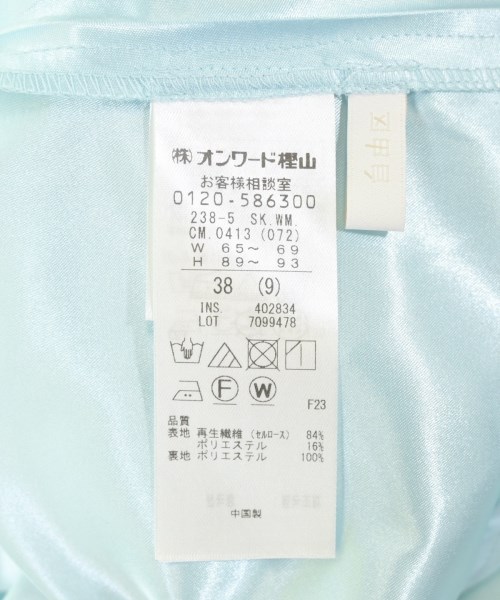 ㈱オンワード樫山
お客様相談室
0120-586300
238-5 SK.WM.
CM.0413 (072)
W 65~ 69
H 89~ 93
38 (9)
INS. 402834
LOT 7099478
F
W
F23
品質
表地 再生繊維 (セルロース) 84%
ポリエステル 16%
裏地 ポリエステル 100%
中国製